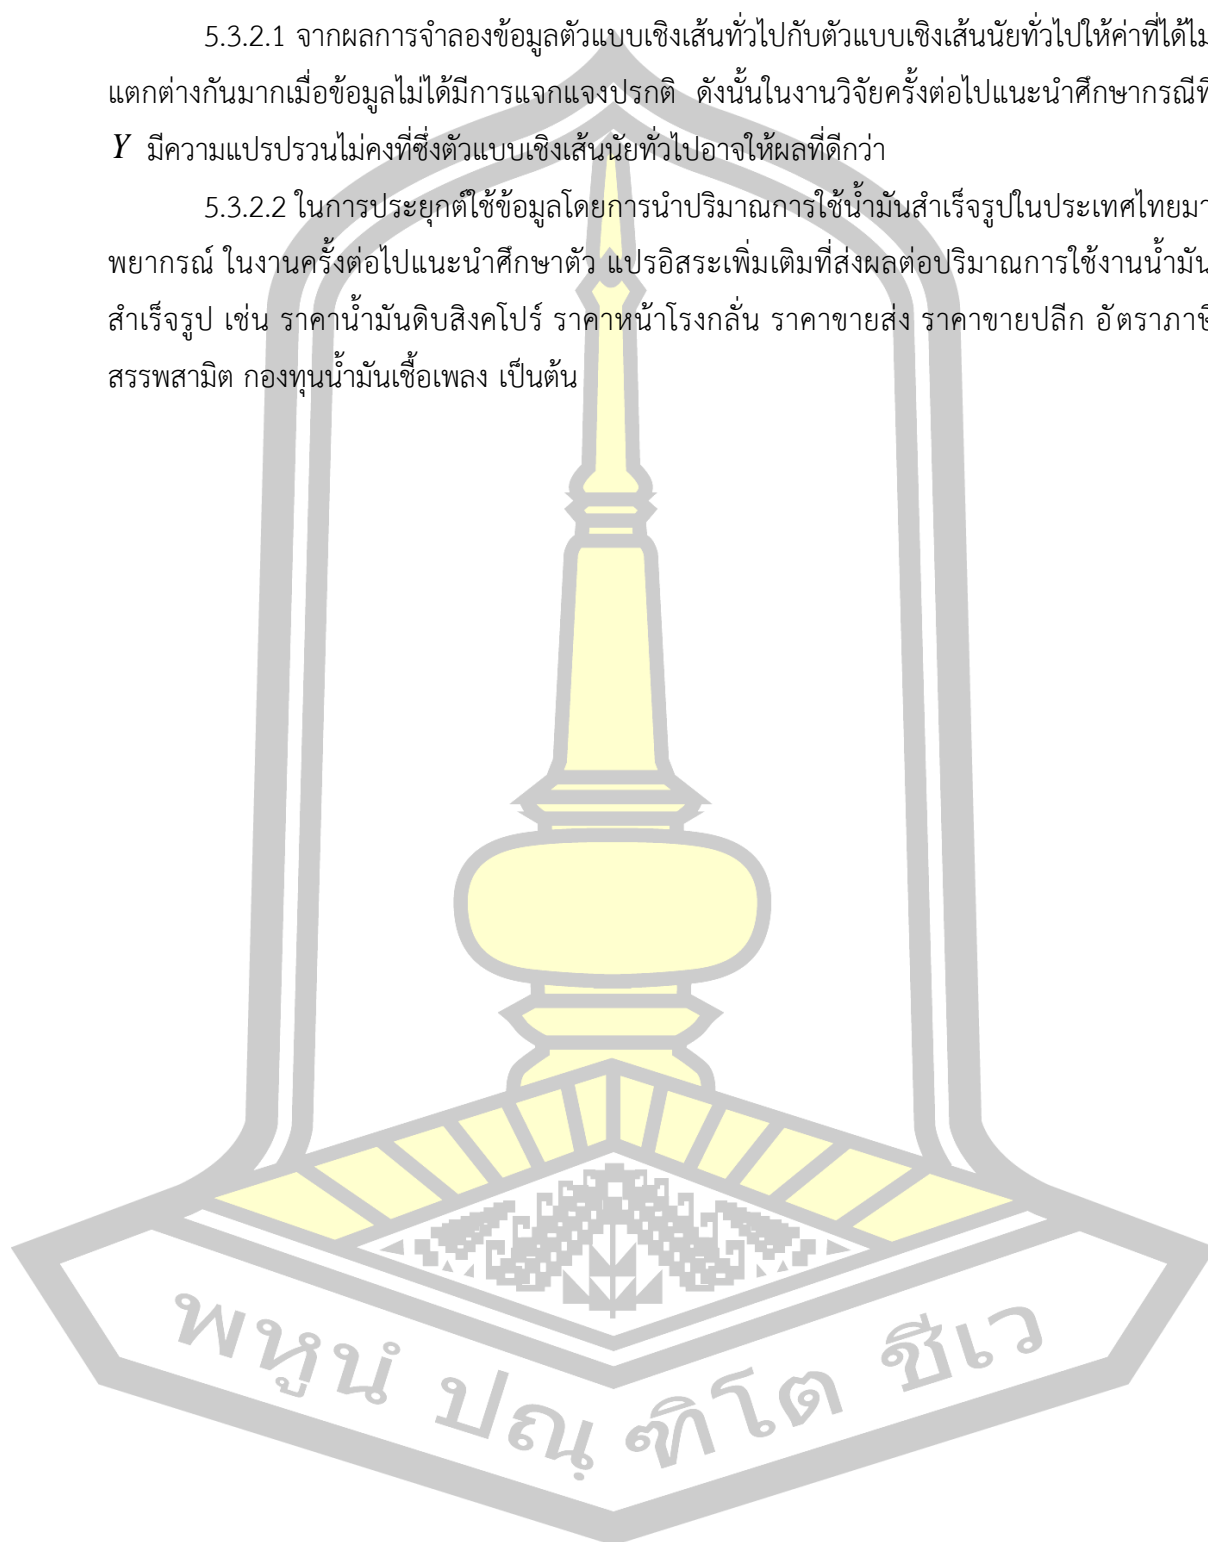 5.3.2.1 จากผลการจำลองข้อมูลตัวแบบเชิงเส้นทั่วไปกับตัวแบบเชิงเส้นนัยทั่วไปให้ค่าที่ได้ไม่
แตกต่างกันมากเมื่อข้อมูลไม่ได้มีการแจกแจงปรกติ ดังนั้นในงานวิจัยครั้งต่อไปแนะนำศึกษากรณีที่
Y มีความแปรปรวนไม่คงที่ซึ่งตัวแบบเชิงเส้นนัยทั่วไปอาจให้ผลที่ดีกว่า
5.3.2.2 ในการประยุกต์ใช้ข้อมูลโดยการนำปริมาณการใช้น้ำมันสำเร็จรูปในประเทศไทยมา
พยากรณ์ ในงานครั้งต่อไปแนะนำศึกษาตัว แปรอิสระเพิ่มเติมที่ส่งผลต่อปริมาณการใช้งานน้ำมัน
สำเร็จรูป เช่น ราคาน้ำมันดิบสิงคโปร์ ราคาหน้าโรงกลั่น ราคาขายส่ง ราคาขายปลีก อัตราภาษี
สรรพสามิต กองทุนน้ำมันเชื้อเพลง เป็นต้น
พหูนํ ปณฺฑิโต ชีเว